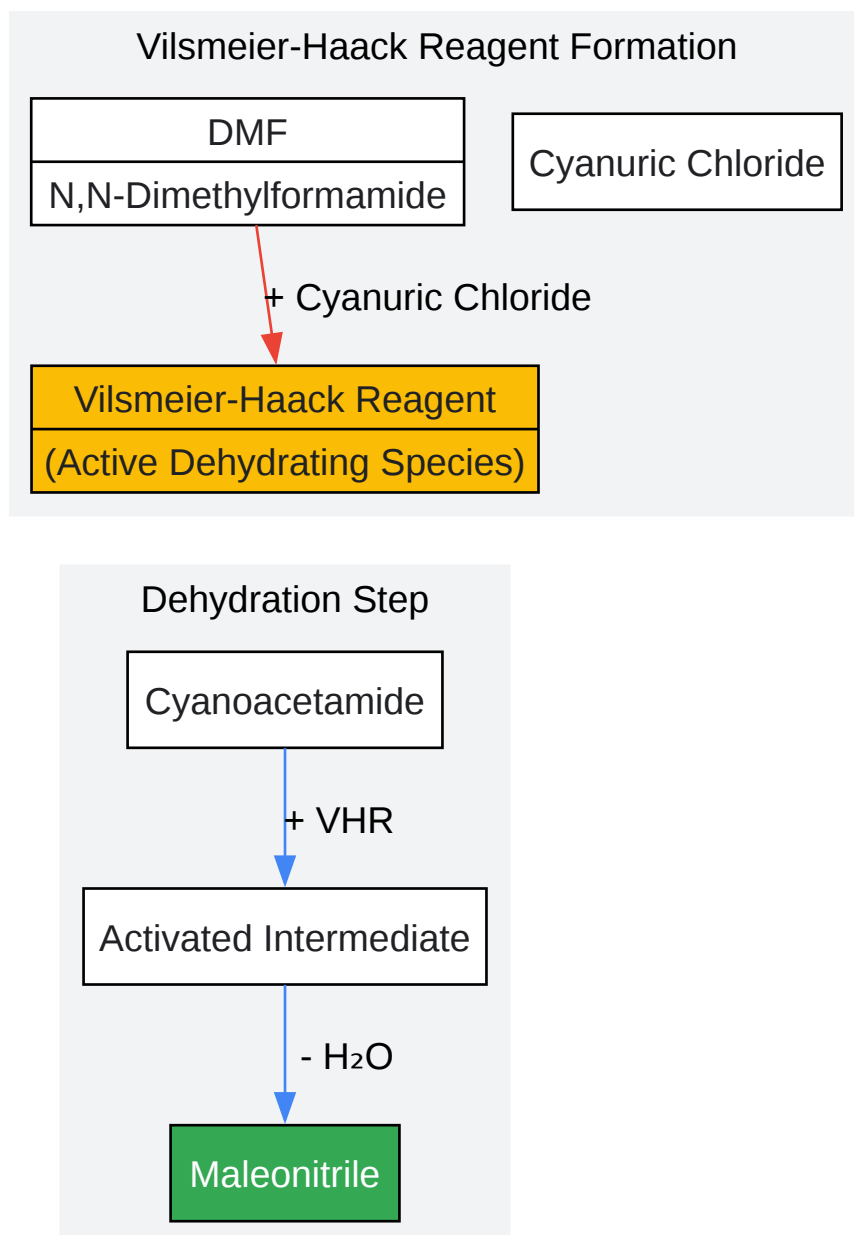 Vilsmeier-Haack Reagent Formation
DMF
N,N-Dimethylformamide
Cyanuric Chloride
+ Cyanuric Chloride
Vilsmeier-Haack Reagent
(Active Dehydrating Species)
Dehydration Step
Cyanoacetamide
+ VHR
Activated Intermediate
- H₂O
Maleonitrile